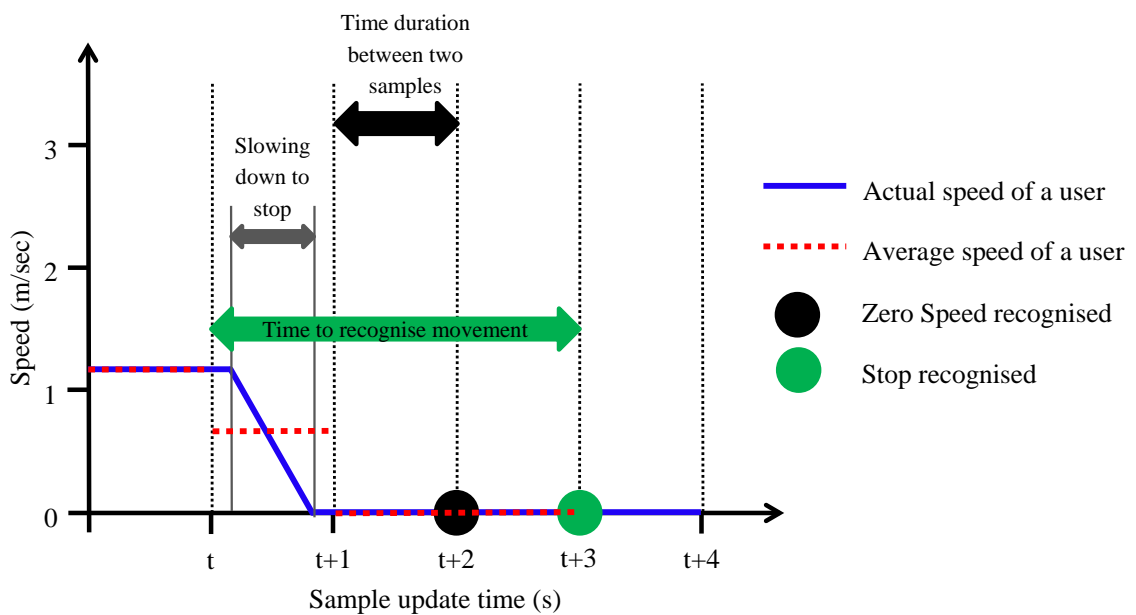 Time duration
between two
samples
Slowing
down to
stop
Time to recognise movement
3
2
1
0
Speed (m/sec)
t
t+1
t+2
t+3
t+4
Sample update time (s)
Actual speed of a user
Average speed of a user
Zero Speed recognised
Stop recognised